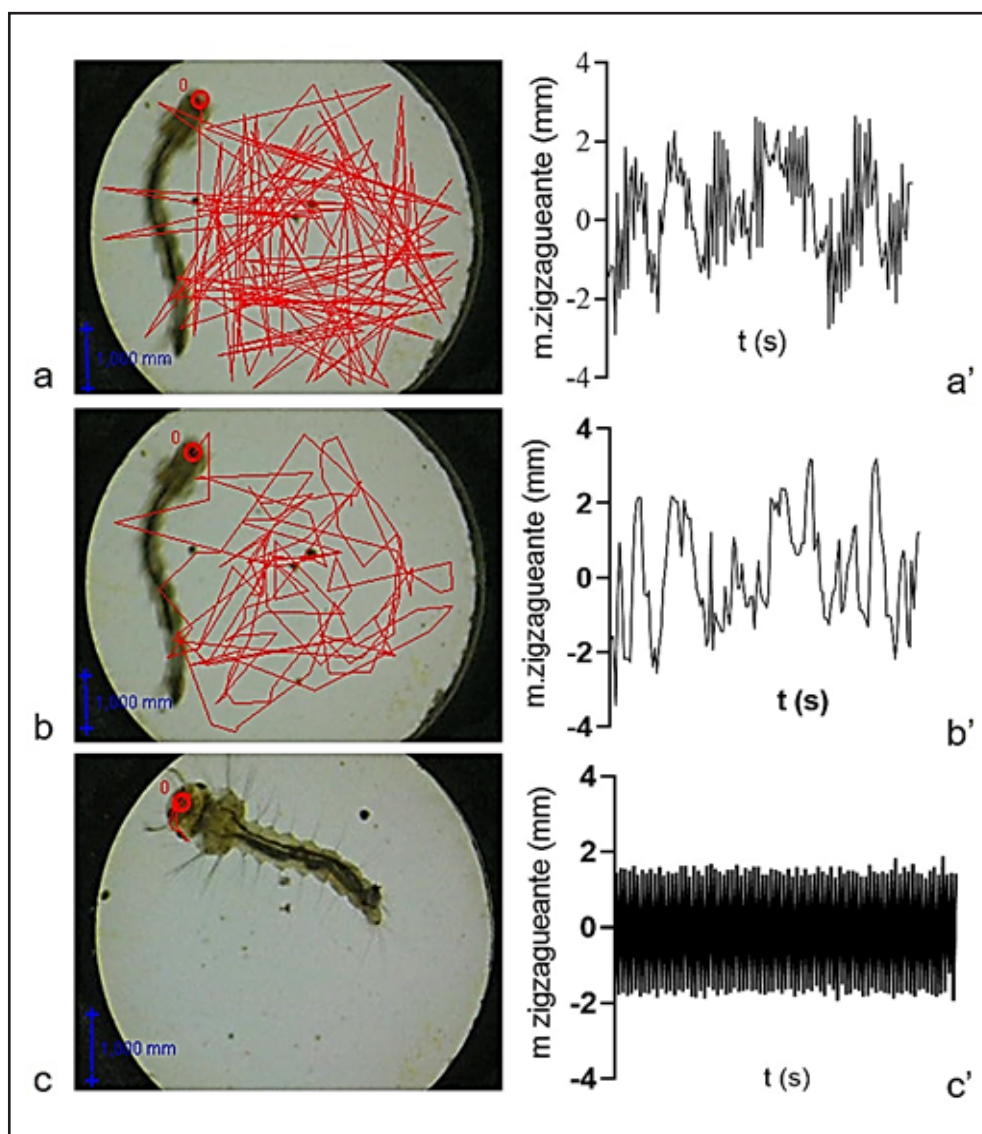 0
1,000 mm
a
4
2
0
-2
-4
m.zigzagueante (mm)
t (s)
a'
0
1,000 mm
b
4
2
0
-2
-4
m.zigzagueante (mm)
t (s)
b'
0
1,000 mm
c
4
2
0
-2
-4
m zigzagueante (mm)
t (s)
c'